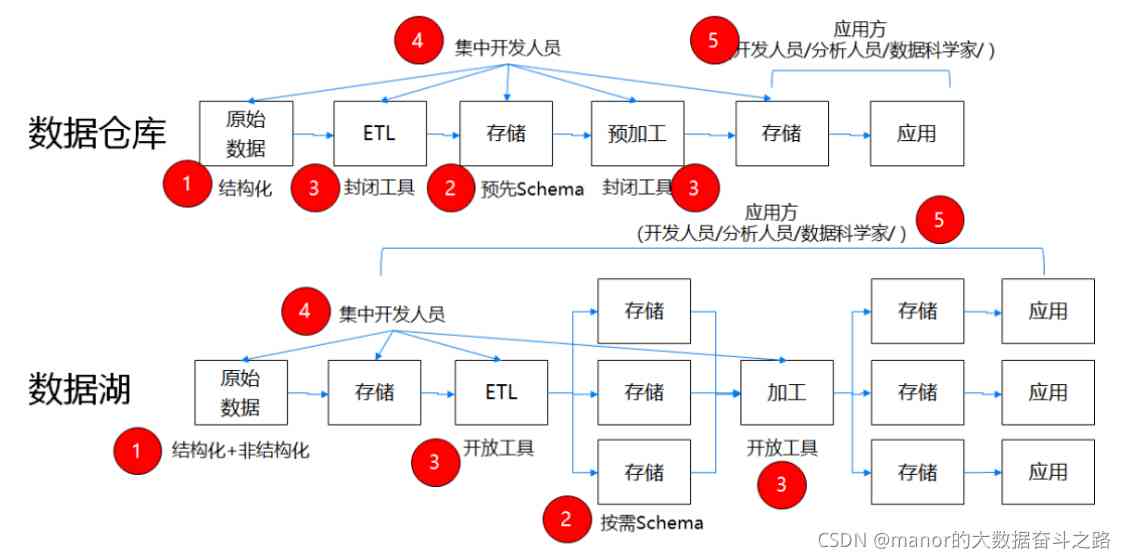 4
集中开发人员
5
应用方
(开发人员/分析人员/数据科学家/ )
数据仓库
原始
数据
ETL
存储
预加工
存储
应用
1
结构化
3
封闭工具
2
预先Schema
封闭工具
3
应用方
(开发人员/分析人员/数据科学家/ )
5
4
集中开发人员
存储
存储
应用
数据湖
原始
数据
存储
ETL
存储
加工
存储
应用
1
结构化+非结构化
3
开放工具
存储
开放工具
3
存储
应用
2
按需Schema
CSDN @manor的大数据奋斗之路